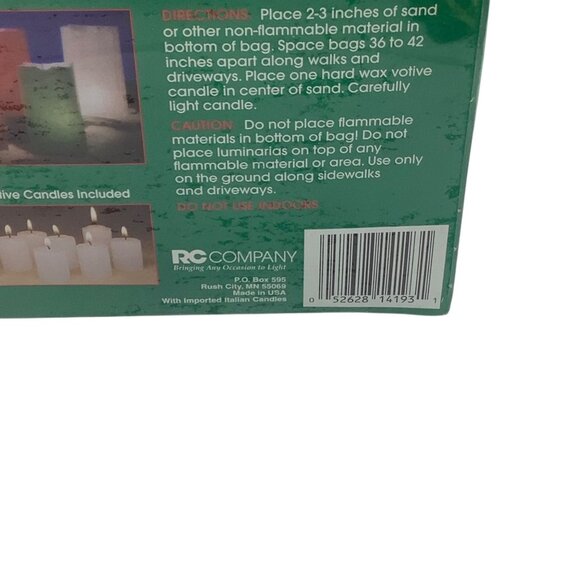 DIRECTIONS: Place 2-3 inches of sand
or other non-flammable material in
bottom of bag. Space bags 36 to 42
inches apart along walks and
driveways. Place one hard wax votive
candle in center of sand. Carefully
light candle.
CAUTION: Do not place flammable
materials in bottom of bag! Do not
place luminarias on top of any
flammable material or area. Use only
on the ground along sidewalks
and driveways.
DO NOT USE INDOORS.
tive Candles Included
RC COMPANY
Bringing Any Occasion to Light
P.O. Box 595
Rush City, MN 55069
Made in USA
With Imported Italian Candles
0 52628 14193 1